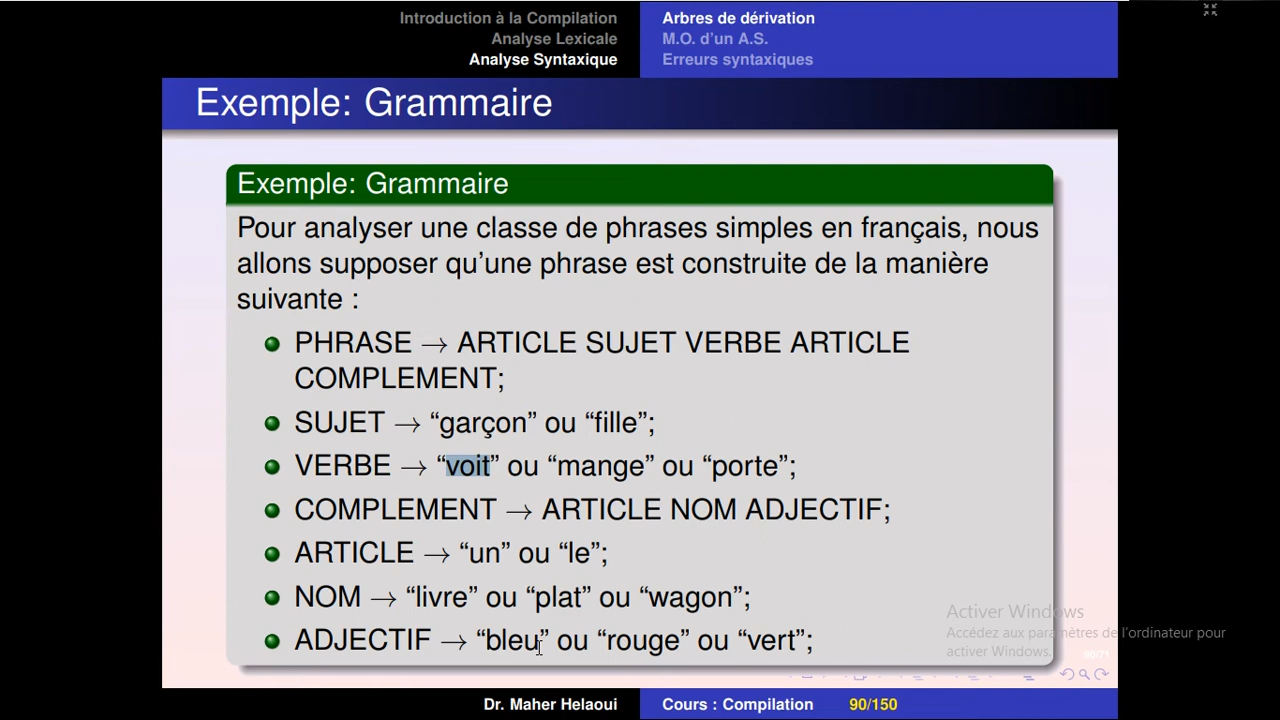 Introduction à la Compilation
Analyse Lexicale
Analyse Syntaxique
Arbres de dérivation
M.O. d'un A.S.
Erreurs syntaxiques
Exemple: Grammaire
Exemple: Grammaire
Pour analyser une classe de phrases simples en français, nous
allons supposer qu'une phrase est construite de la manière
suivante :
PHRASE → ARTICLE SUJET VERBE ARTICLE
COMPLEMENT;
SUJET → “garçon” ou “fille”;
VERBE → “voit” ou “mange” ou “porte”;
COMPLEMENT → ARTICLE NOM ADJECTIF;
ARTICLE → “un” ou “le”;
NOM → “livre” ou “plat” ou “wagon”;
ADJECTIF → “bleu” ou “rouge” ou “vert”;
Activer Windows
Accédez aux paramètres de l'ordinateur pour
activer Windows.
Dr. Maher Helaoui
Cours : Compilation
90/150